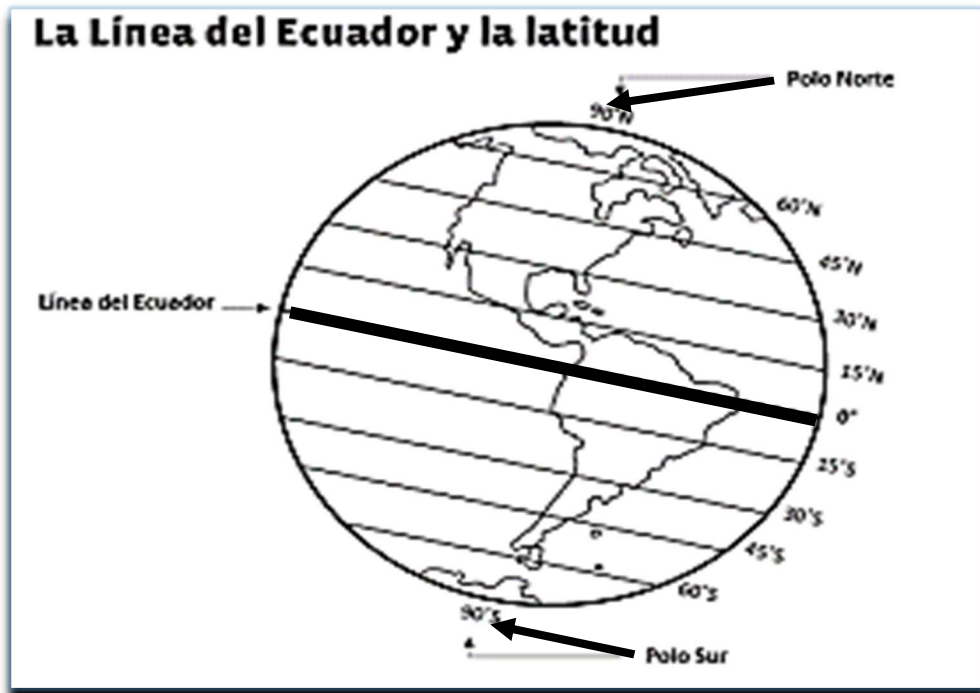 La Línea del Ecuador y la latitud
Polo Norte
90°N
60°N
45°N
Línea del Ecuador
30°N
15°N
0°
15°S
30°S
45°S
60°S
90°S
Polo Sur